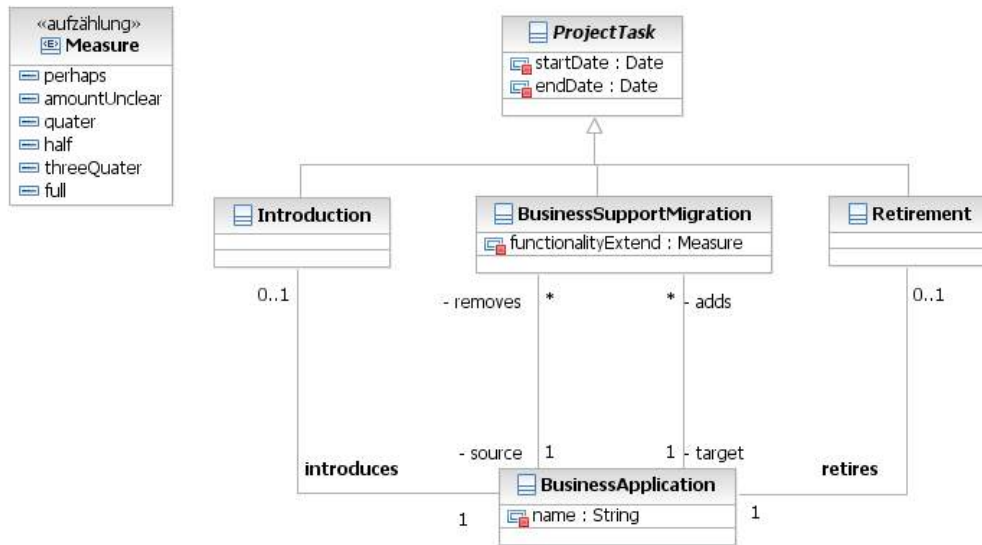 «aufzählung»
Measure
perhaps
amountUnclear
quater
half
threeQuater
full
ProjectTask
startDate : Date
endDate : Date
Introduction
BusinessSupportMigration
functionalityExtend : Measure
Retirement
0..1
- removes
*
* - adds
0..1
introduces
- source
1
1 - target
retires
1
BusinessApplication
name : String
1